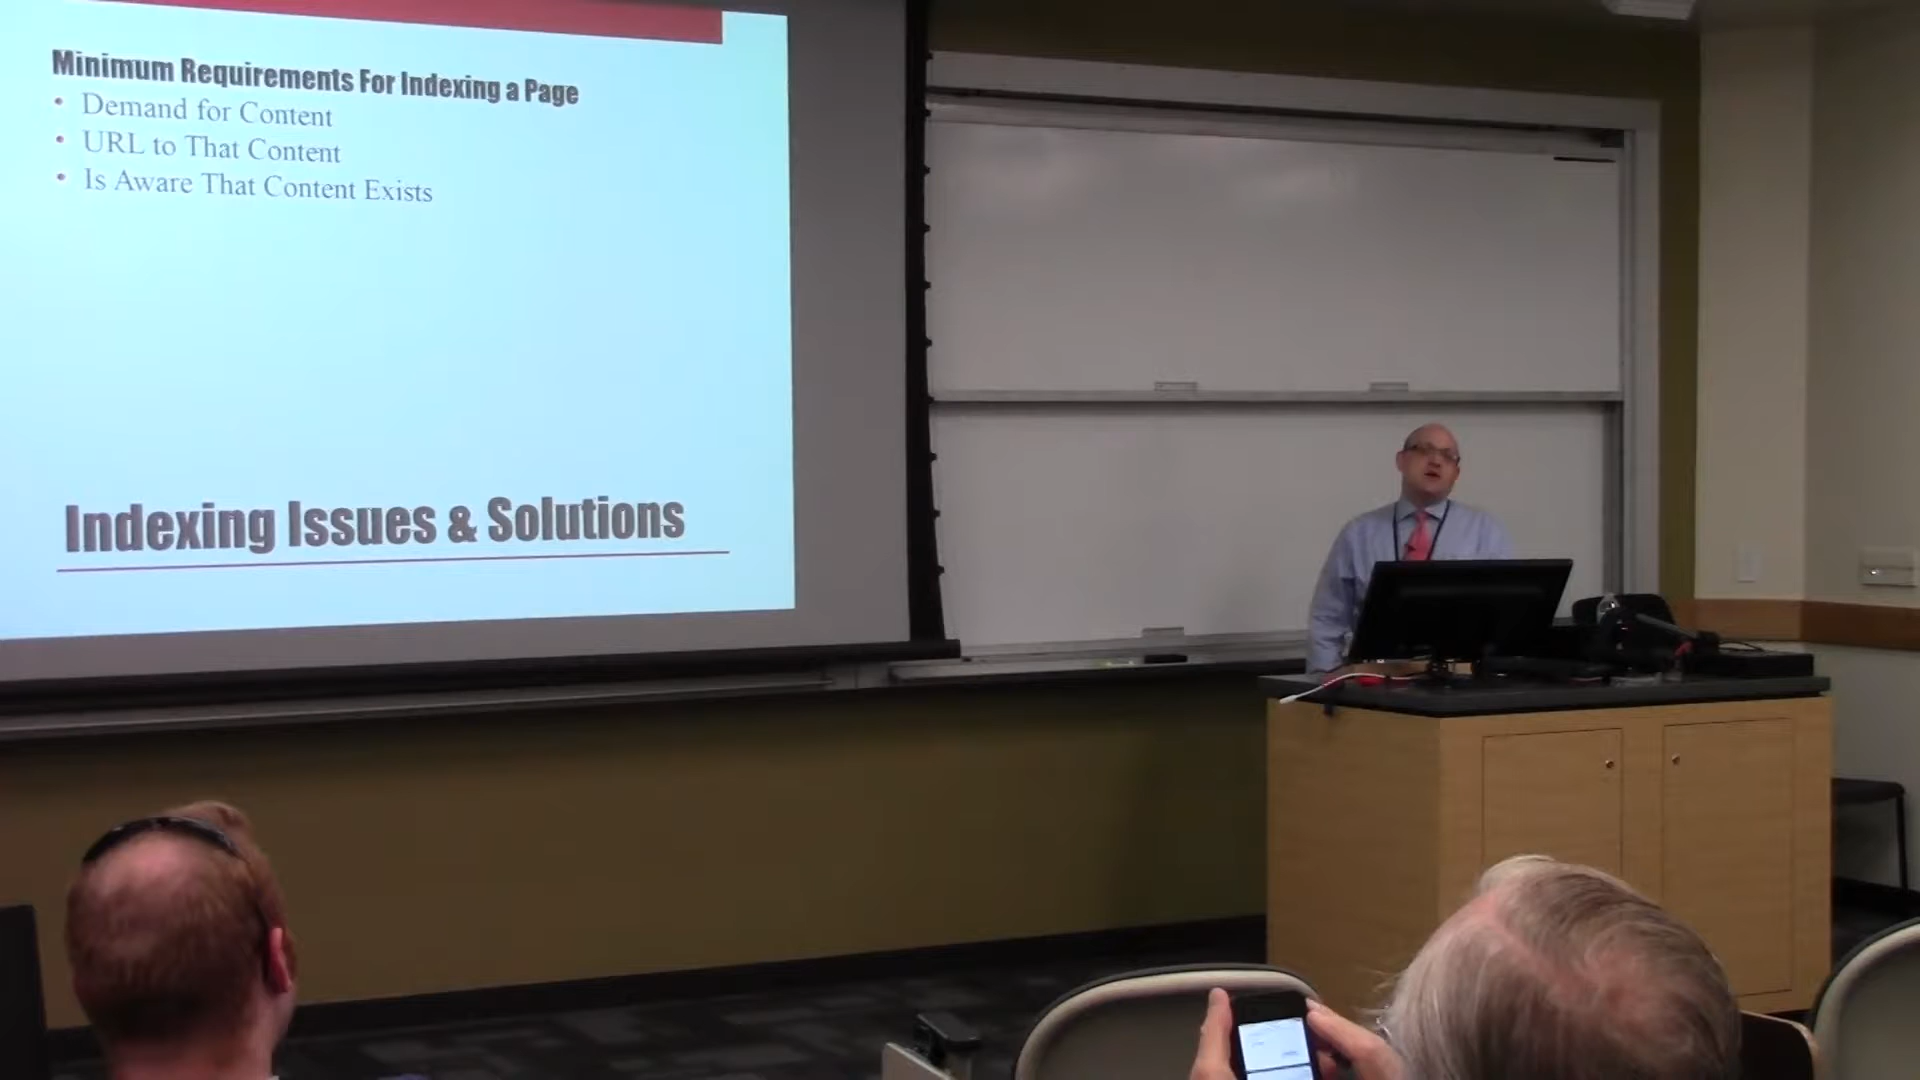 Minimum Requirements For Indexing a Page
• Demand for Content
• URL to That Content
• Is Aware That Content Exists
Indexing Issues & Solutions